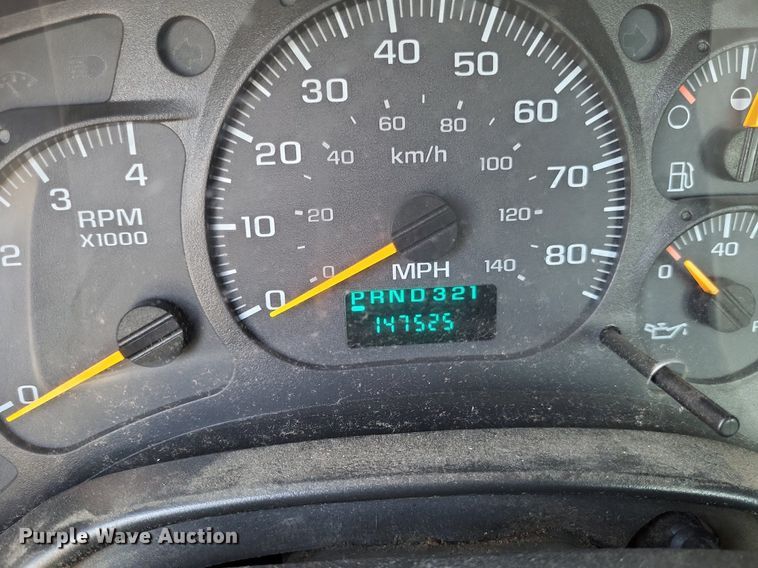 0 10 20 30 40 50 60 70 80
0 20 40 60 80 100 120 140
km/h
MPH
PRND321
147525
0 2 3 4
RPM
X1000
0 40
Purple Wave Auction